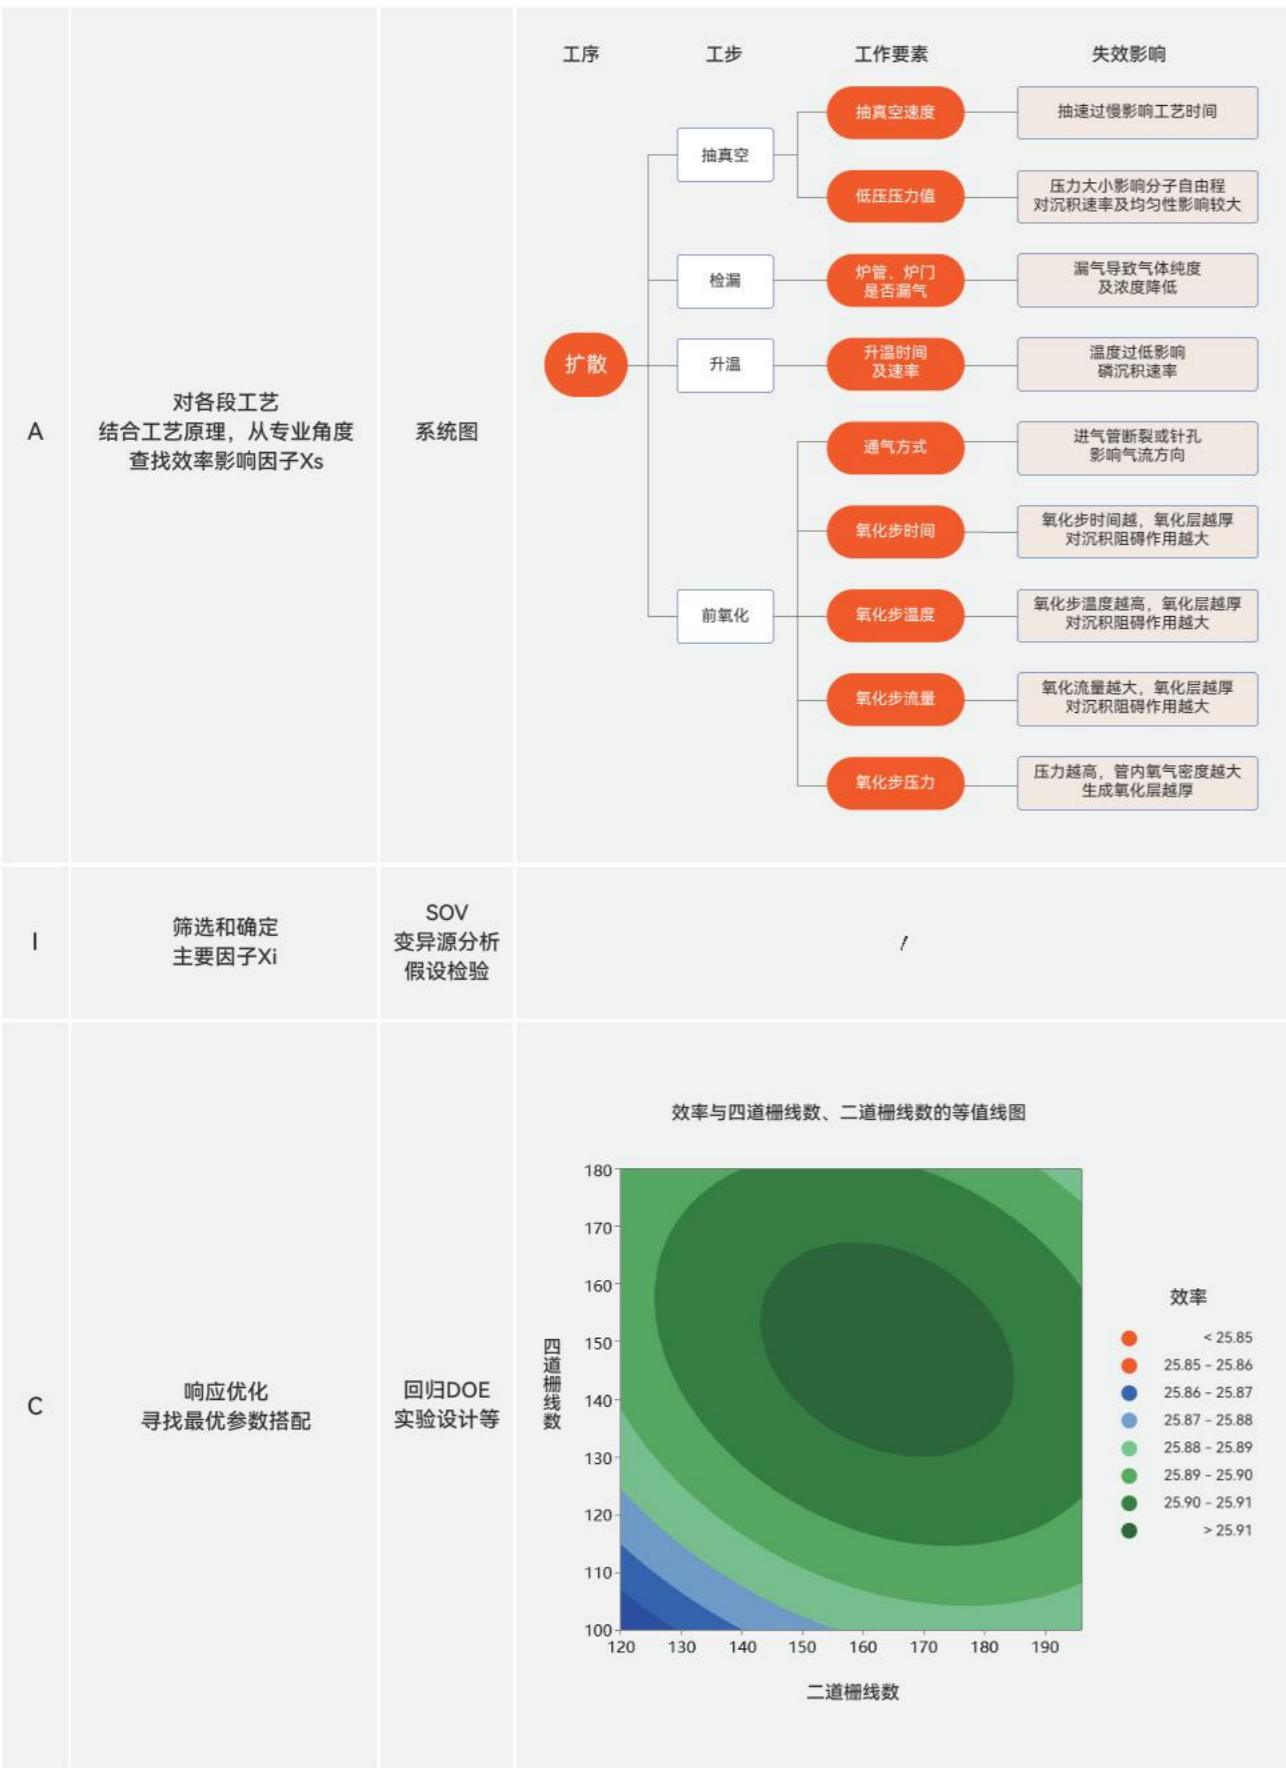 工序
工步
工作要素
失效影响
A
对各段工艺
结合工艺原理，从专业角度
查找效率影响因子Xs
系统图
扩散
抽真空
抽真空速度
抽速过慢影响工艺时间
低压压力值
压力大小影响分子自由程
对沉积速率及均匀性影响较大
检漏
炉管、炉门
是否漏气
漏气导致气体纯度
及浓度降低
升温
升温时间
及速率
温度过低影响
磷沉积速率
前氧化
通气方式
进气管断裂或针孔
影响气流方向
氧化步时间
氧化步时间越，氧化层越厚
对沉积阻碍作用越大
氧化步温度
氧化步温度越高，氧化层越厚
对沉积阻碍作用越大
氧化步流量
氧化流量越大，氧化层越厚
对沉积阻碍作用越大
氧化步压力
压力越高，管内氧气密度越大
生成氧化层越厚
I
筛选和确定
主要因子Xi
SOV
变异源分析
假设检验
/
C
响应优化
寻找最优参数搭配
回归DOE
实验设计等
效率与四道栅线数、二道栅线数的等值线图
四道栅线数
180
170
160
150
140
130
120
110
100
120 130 140 150 160 170 180 190
二道栅线数
效率
< 25.85
25.85 - 25.86
25.86 - 25.87
25.87 - 25.88
25.88 - 25.89
25.89 - 25.90
25.90 - 25.91
> 25.91